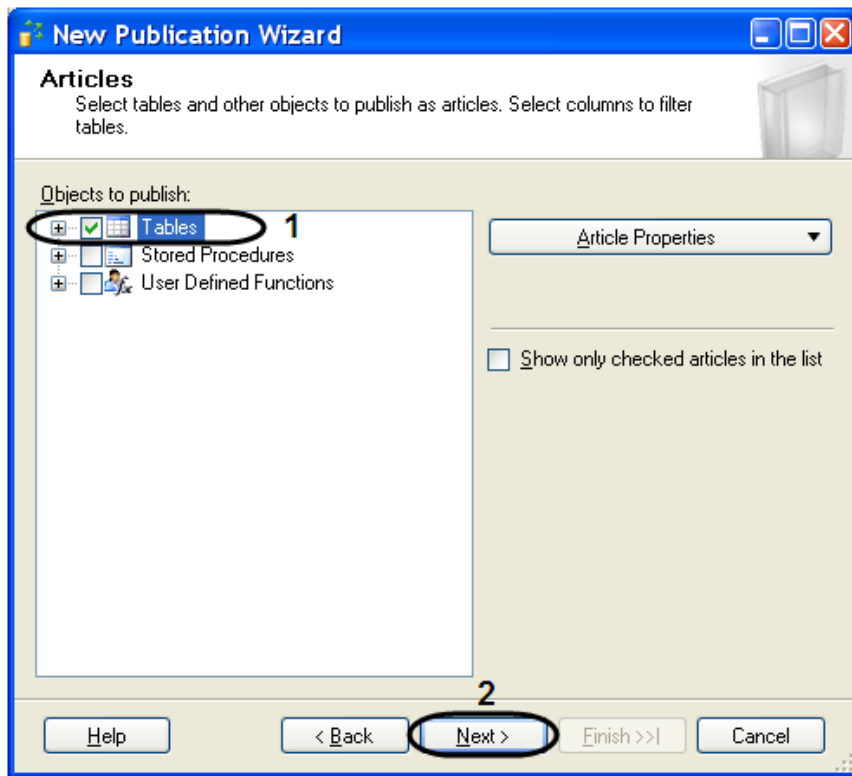 New Publication Wizard
Articles
Select tables and other objects to publish as articles. Select columns to filter
tables.
Objects to publish:
Tables 1
Stored Procedures
User Defined Functions
Article Properties
Show only checked articles in the list
2
Help
< Back
Next >
Finish >>|
Cancel